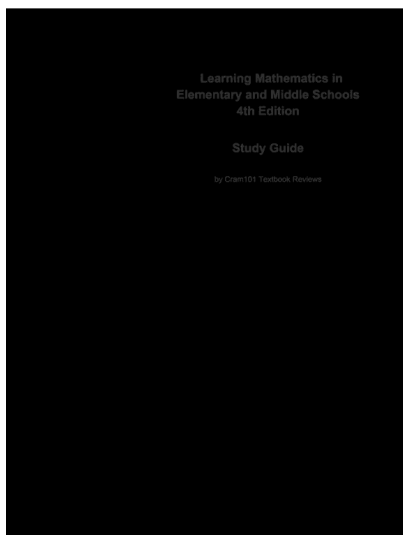 Learning Mathematics in
Elementary and Middle Schools
4th Edition
Study Guide
by Cram101 Textbook Reviews